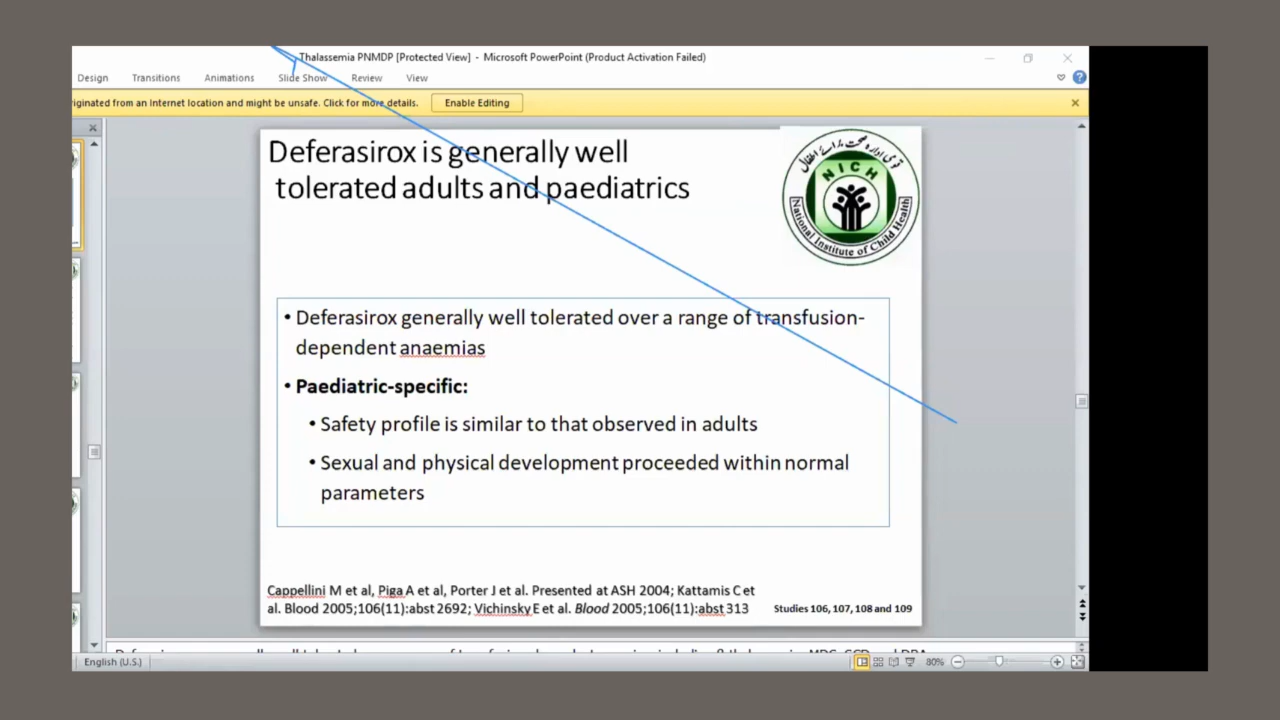 Thalassemia PNMDP [Protected View] - Microsoft PowerPoint (Product Activation Failed)
Design Transitions Animations Slide Show Review View
iginated from an Internet location and might be unsafe. Click for more details. Enable Editing
Deferasirox is generally well
tolerated adults and paediatrics
قومی ادارہ صحت برائے اطفال
NICH
National Institute of Child Health
• Deferasirox generally well tolerated over a range of transfusion-
dependent anaemias
• Paediatric-specific:
• Safety profile is similar to that observed in adults
• Sexual and physical development proceeded within normal
parameters
Cappellini M et al, Piga A et al, Porter J et al. Presented at ASH 2004; Kattamis C et
al. Blood 2005;106(11):abst 2692; Vichinsky E et al. Blood 2005;106(11):abst 313
Studies 106, 107, 108 and 109
English (U.S.) 80%